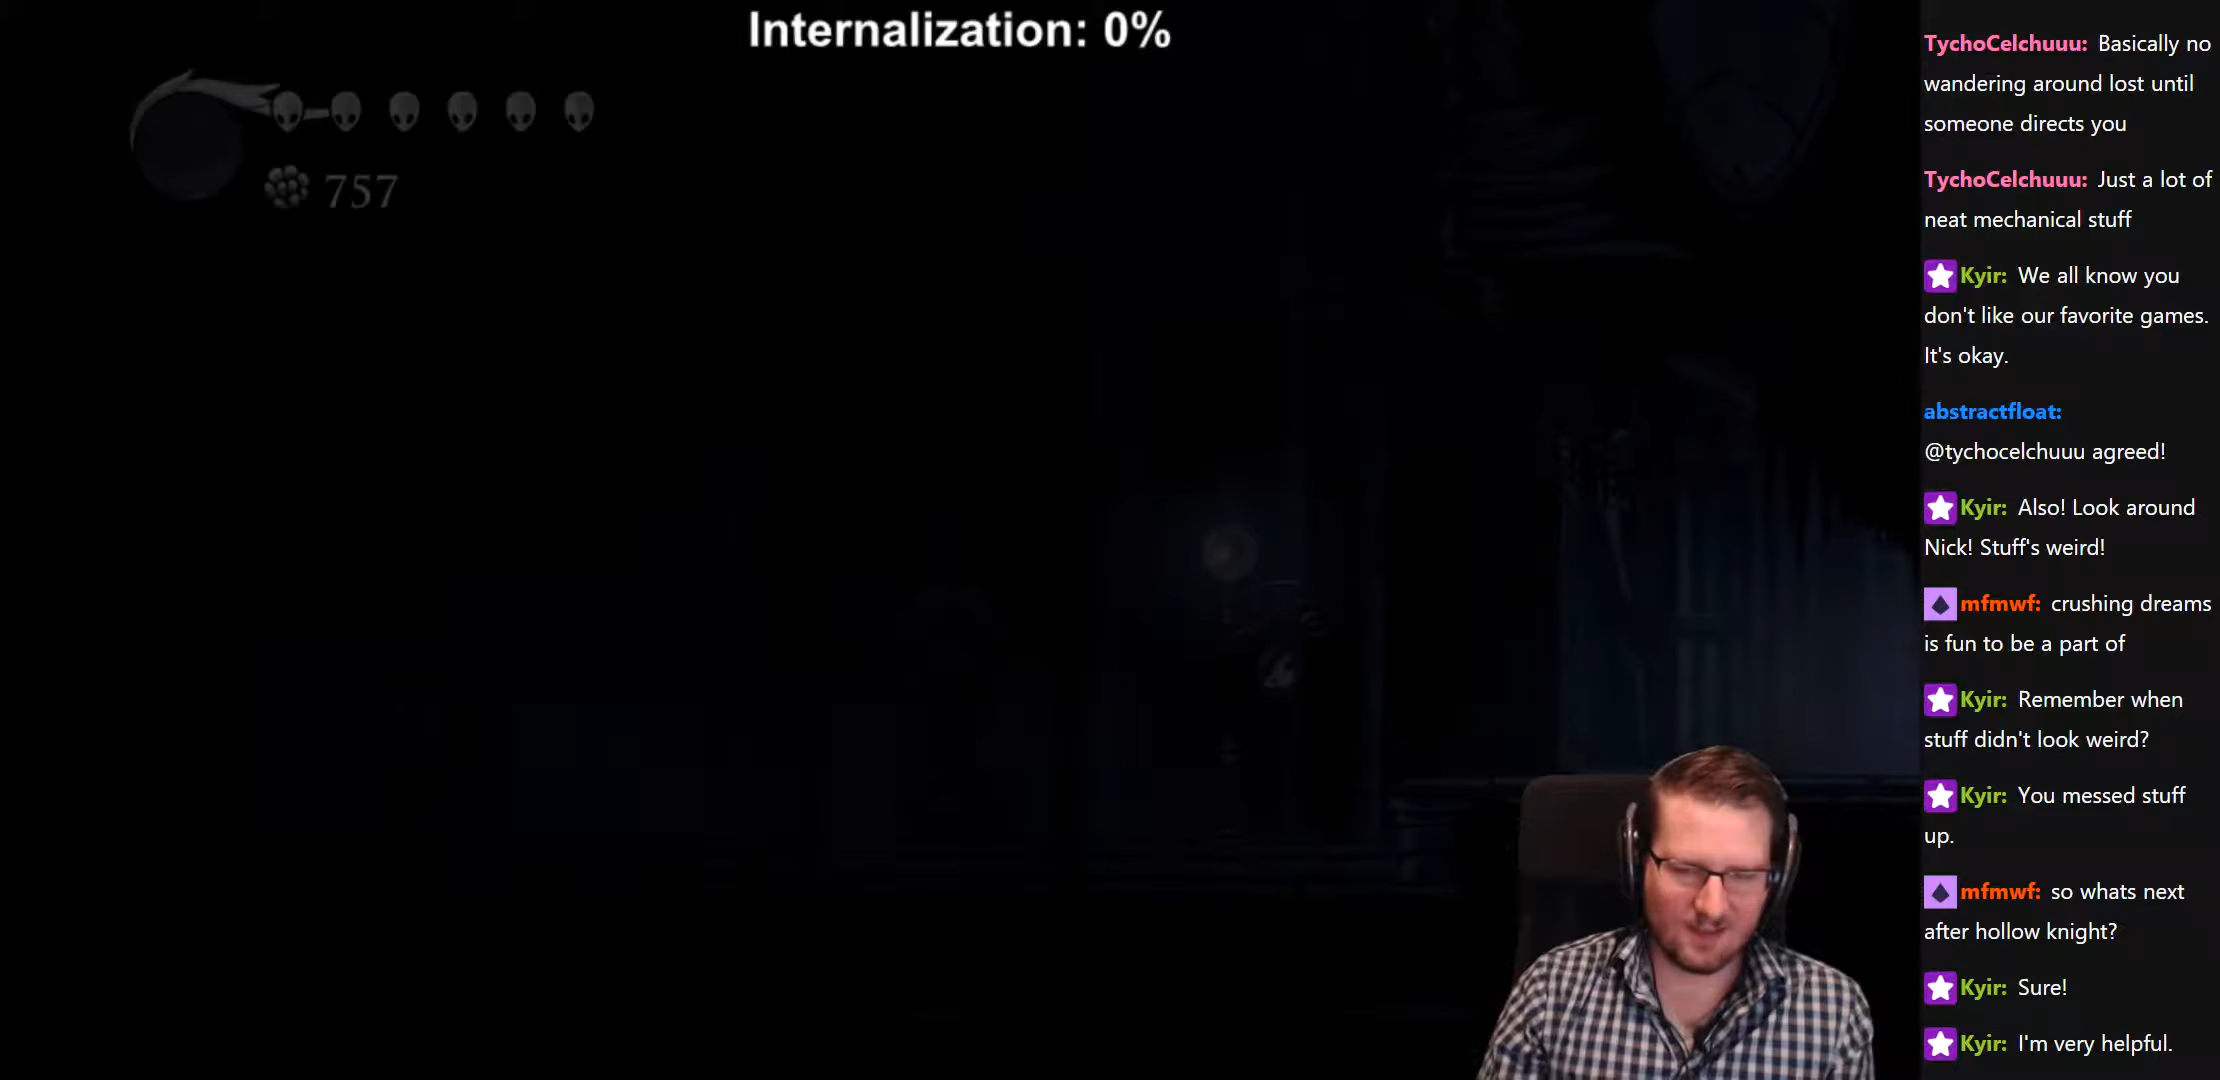 Internalization: 0%
757
TychoCelchuuu: Basically no
wandering around lost until
someone directs you
TychoCelchuuu: Just a lot of
neat mechanical stuff
Kyir: We all know you
don't like our favorite games.
It's okay.
abstractfloat:
@tychocelchuuu agreed!
Kyir: Also! Look around
Nick! Stuff's weird!
mfmwf: crushing dreams
is fun to be a part of
Kyir: Remember when
stuff didn't look weird?
Kyir: You messed stuff
up.
mfmwf: so whats next
after hollow knight?
Kyir: Sure!
Kyir: I'm very helpful.